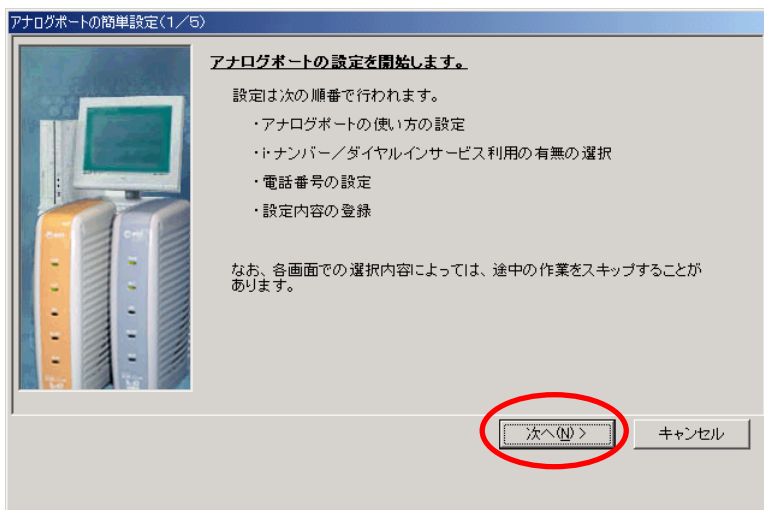 アナログポートの簡単設定(1/5)
アナログポートの設定を開始します。
設定は次の順番で行われます。
・アナログポートの使い方の設定
・i・ナンバー/ダイヤルインサービス利用の有無の選択
・電話番号の設定
・設定内容の登録
なお、各画面での選択内容によっては、途中の作業をスキップすることが
あります。
次へ(N) >
キャンセル